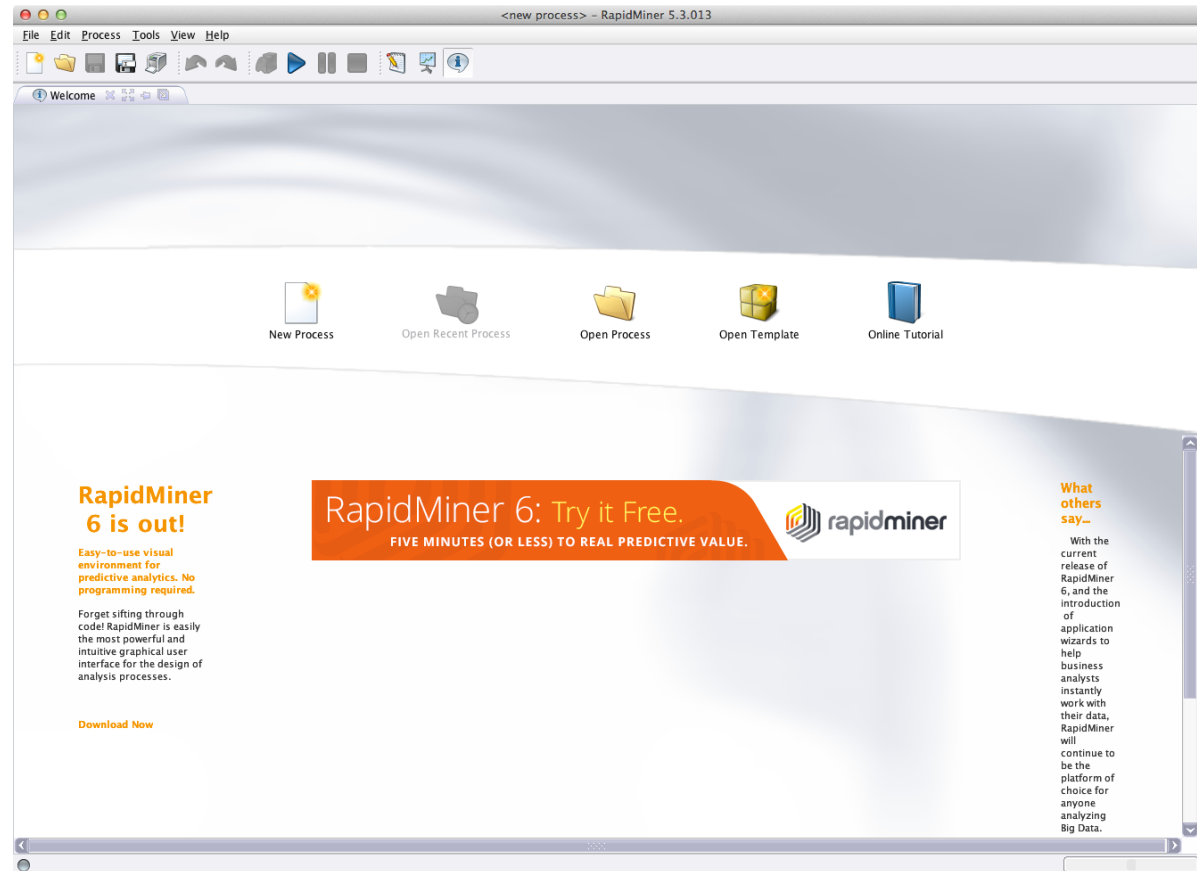 <new process> – RapidMiner 5.3.013
File Edit Process Tools View Help
Welcome
New Process
Open Recent Process
Open Process
Open Template
Online Tutorial
RapidMiner
6 is out!
Easy-to-use visual
environment for
predictive analytics. No
programming required.
Forget sifting through
code! RapidMiner is easily
the most powerful and
intuitive graphical user
interface for the design of
analysis processes.
Download Now
RapidMiner 6: Try it Free.
FIVE MINUTES (OR LESS) TO REAL PREDICTIVE VALUE.
rapidminer
What
others
say...
With the
current
release of
RapidMiner
6, and the
introduction
of
application
wizards to
help
business
analysts
instantly
work with
their data,
RapidMiner
will
continue to
be the
platform of
choice for
anyone
analyzing
Big Data.